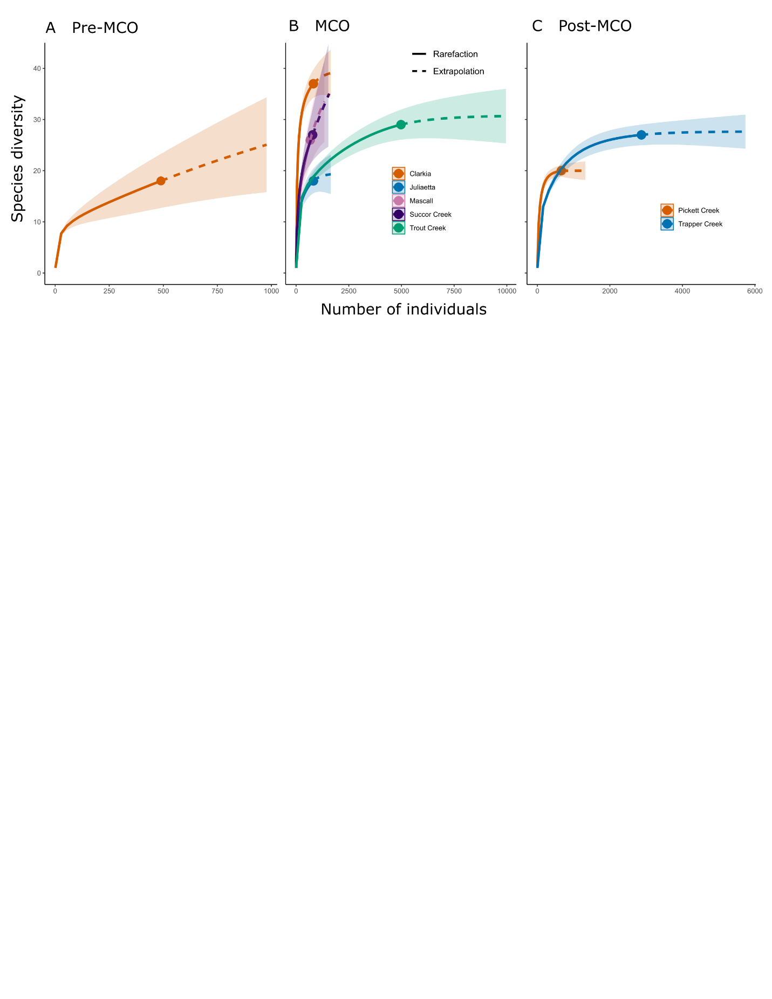 A Pre-MCO
B MCO
C Post-MCO
Rarefaction
Extrapolation
Species diversity
40
30
20
10
0
Clarkia
Juliaetta
Mascall
Succor Creek
Trout Creek
Pickett Creek
Trapper Creek
0 250 500 750 1000
0 2500 5000 7500 10000
0 2000 4000 6000
Number of individuals